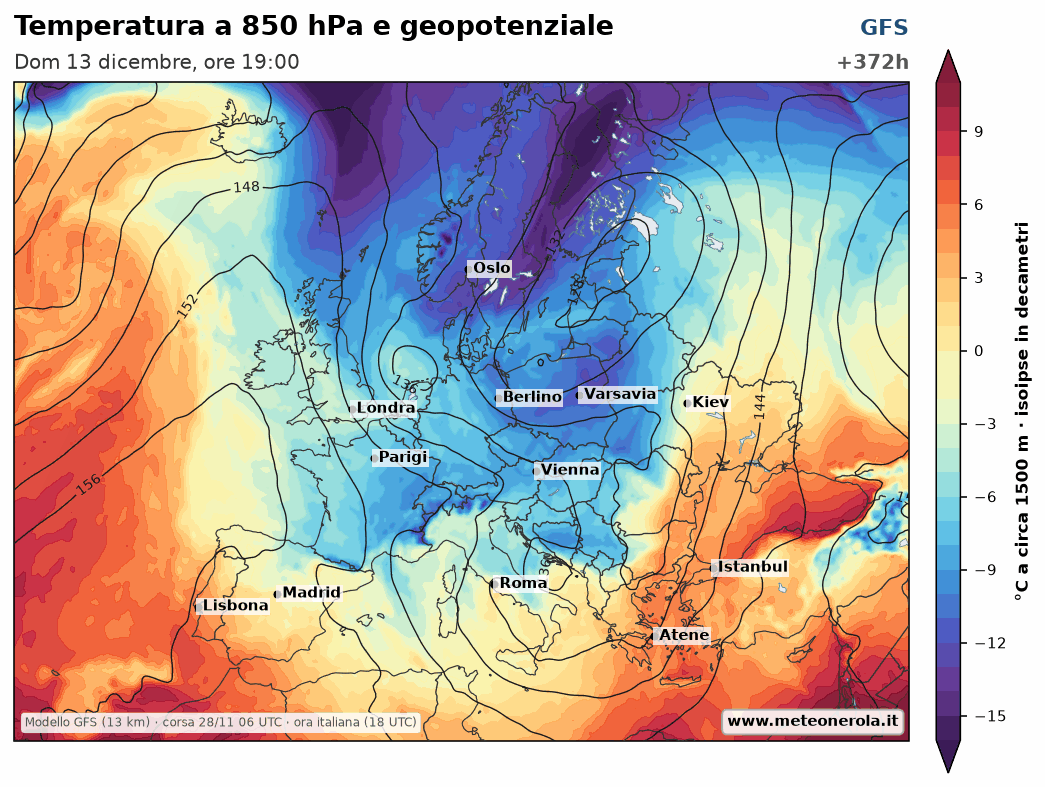 Temperatura a 850 hPa e geopotenziale
GFS
Dom 13 dicembre, ore 19:00
+372h
148
152
156
132
128
136
144
136
Oslo
Londra
Berlino
Varsavia
Kiev
Parigi
Vienna
Istanbul
Roma
Madrid
Lisbona
Atene
9
6
3
0
−3
−6
−9
−12
−15
°C a circa 1500 m · isoipse in decametri
Modello GFS (13 km) · corsa 28/11 06 UTC · ora italiana (18 UTC)
www.meteonerola.it